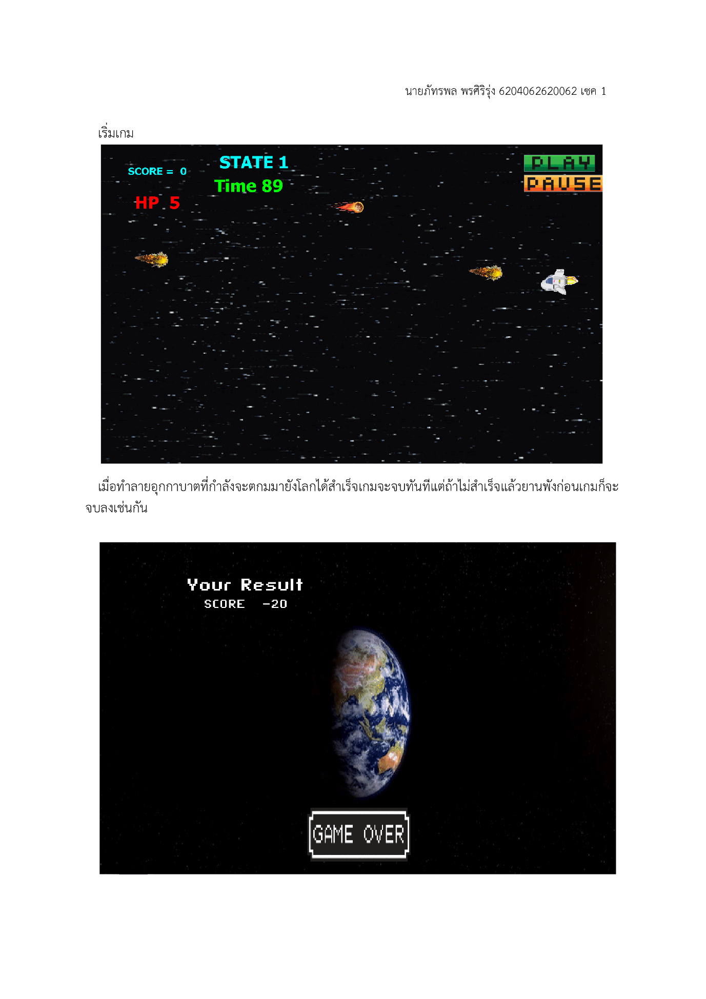 นายภัทรพล พรศิริรุ่ง 6204062620062 เซค 1
เริ่มเกม
STATE 1
SCORE = 0
Time 89
HP 5
PLAY
PAUSE
เมื่อทำลายอุกกาบาตที่กำลังจะตกมมายังโลกได้สำเร็จเกมจะจบทันทีแต่ถ้าไม่สำเร็จแล้วยานพังก่อนเกมก็จะ
จบลงเช่นกัน
Your Result
SCORE -20
GAME OVER